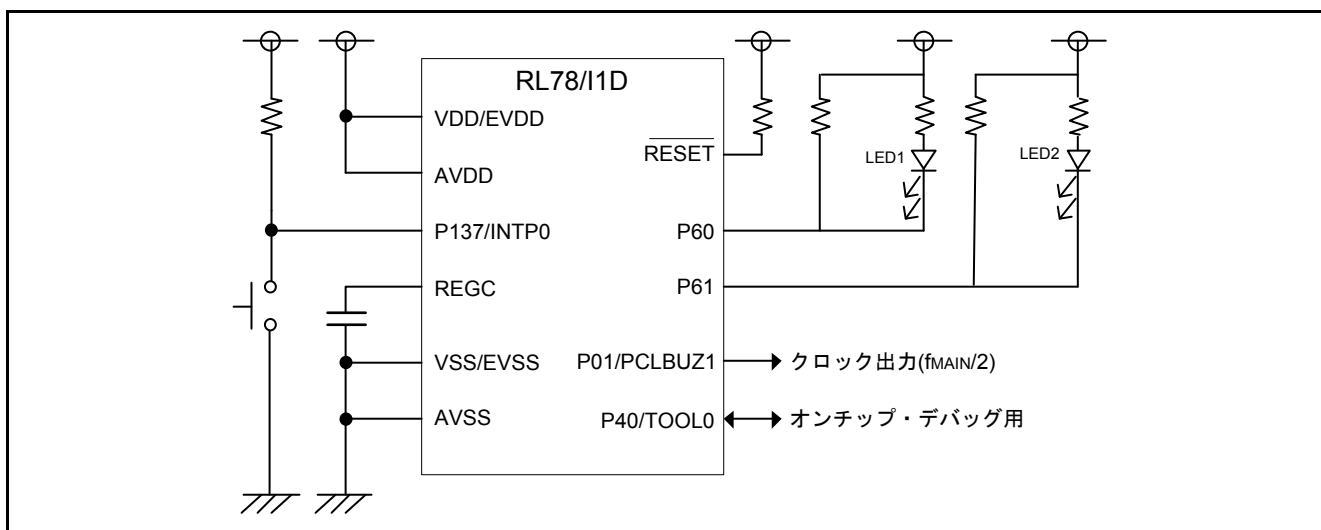 RL78/I1D
VDD/EVDD
AVDD
P137/INTP0
REGC
VSS/EVSS
AVSS
RESET
P60
P61
P01/PCLBUZ1
P40/TOOL0
LED1
LED2
クロック出力(fMAIN/2)
オンチップ・デバッグ用